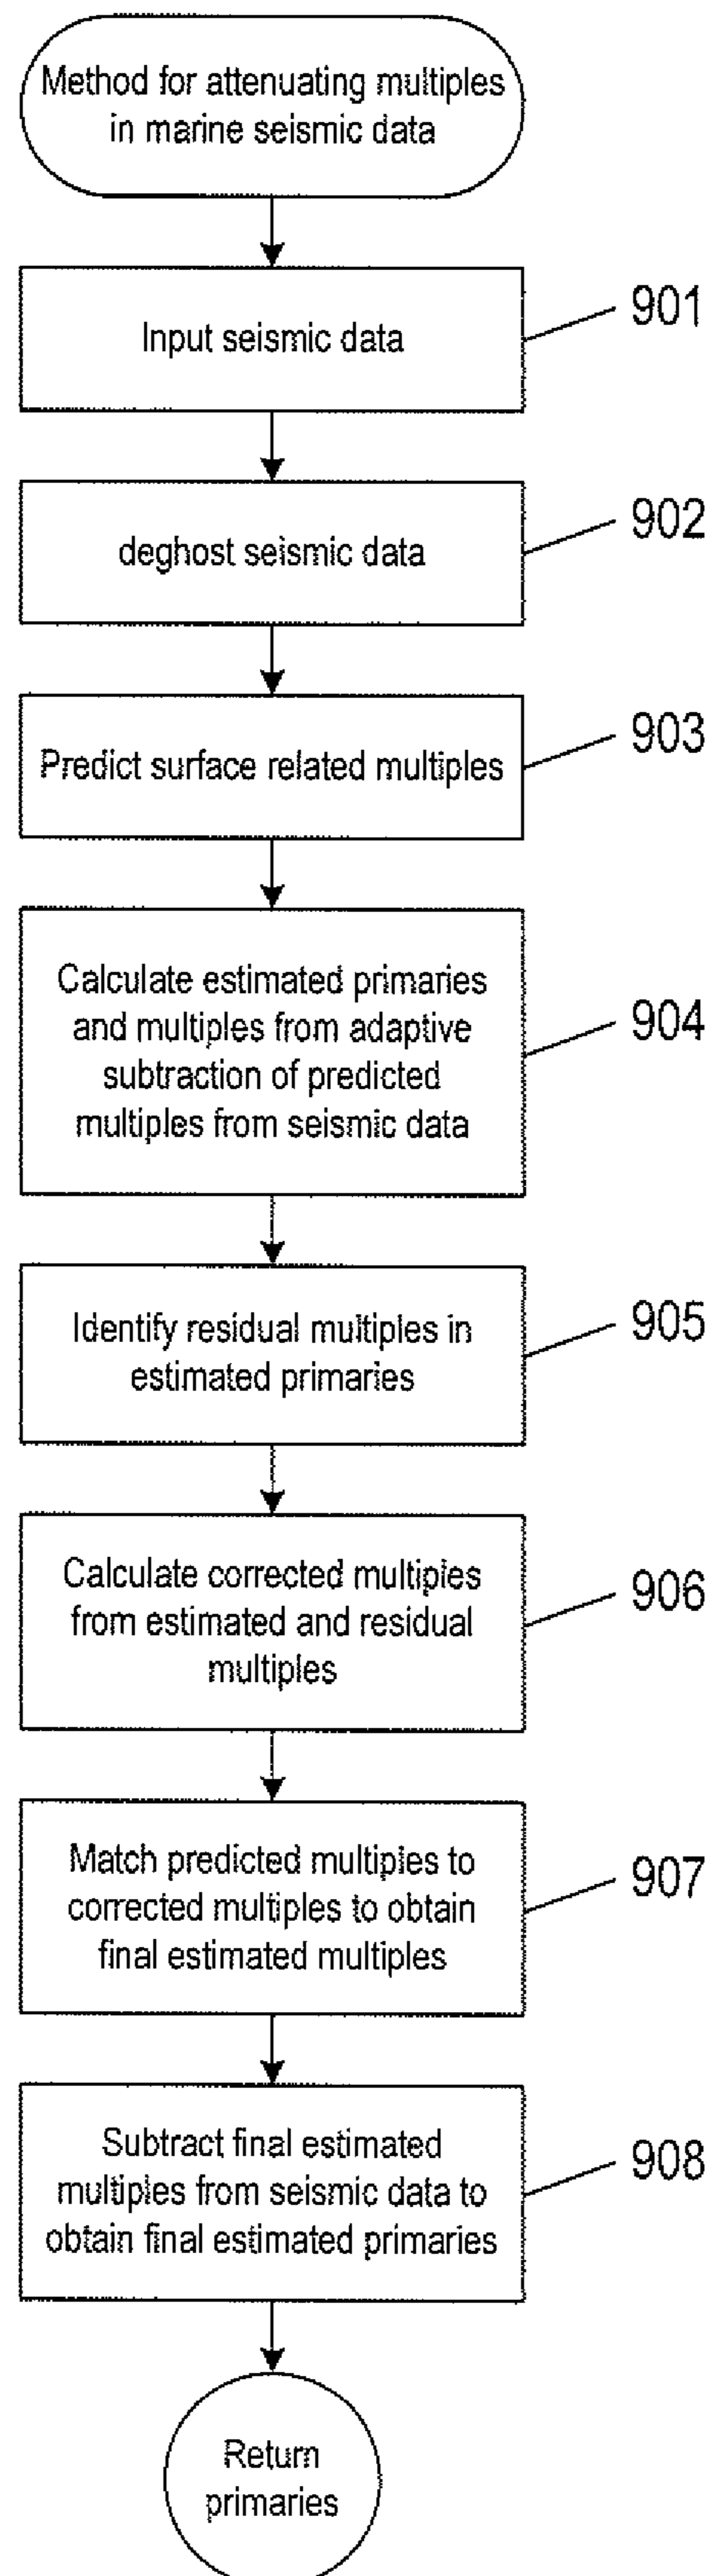 Method for attenuating multiples
in marine seismic data
Input seismic data
901
deghost seismic data
902
Predict surface related multiples
903
Calculate estimated primaries
and multiples from adaptive
subtraction of predicted
multiples from seismic data
904
Identify residual multiples in
estimated primaries
905
Calculate corrected multiples
from estimated and residual
multiples
906
Match predicted multiples to
corrected multiples to obtain
final estimated multiples
907
Subtract final estimated
multiples from seismic data to
obtain final estimated primaries
908
Return
primaries